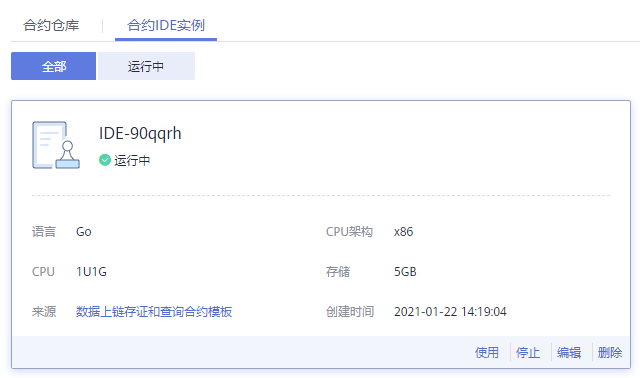 合约仓库 合约IDE实例
全部 运行中
IDE-90qqrh
运行中
语言 Go CPU架构 x86
CPU 1U1G 存储 5GB
来源 数据上链存证和查询合约模板 创建时间 2021-01-22 14:19:04
使用 停止 编辑 删除